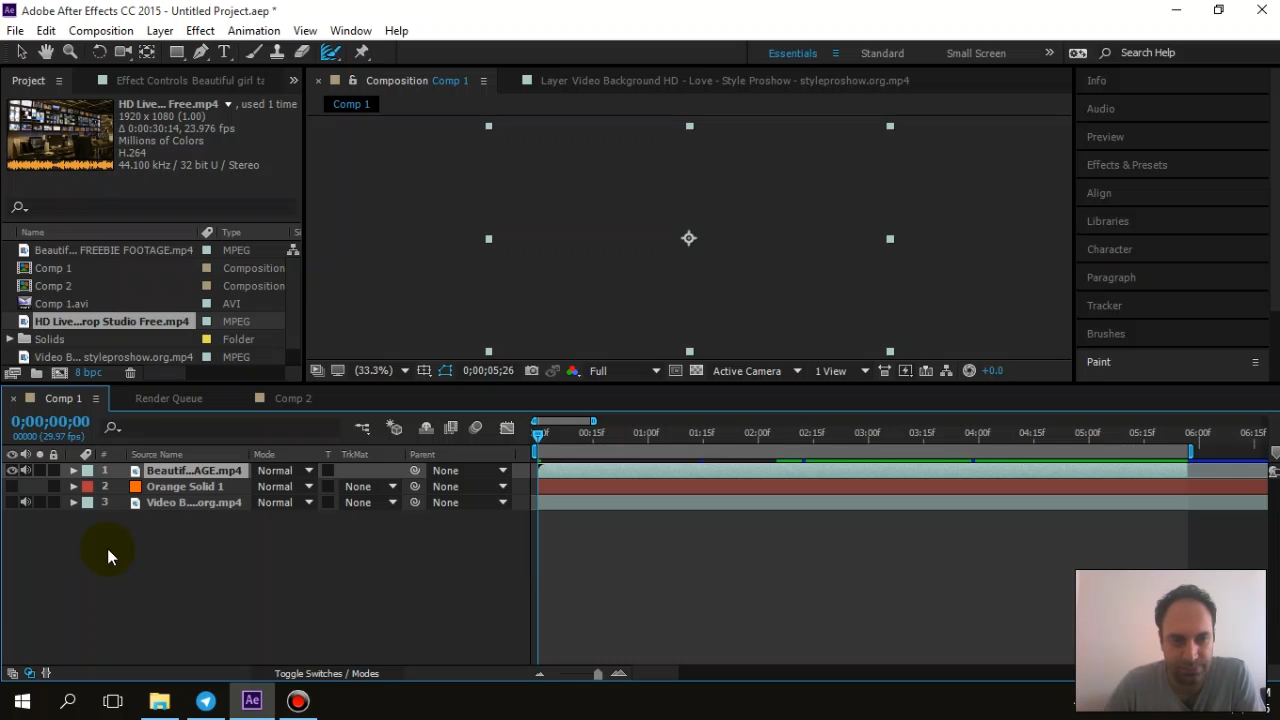 Adobe After Effects CC 2015 - Untitled Project.aep *
File Edit Composition Layer Effect Animation View Window Help
Essentials Standard Small Screen Search Help
Project Effect Controls Beautiful girl ta
Composition Comp 1 Layer Video Background HD - Love - Style Proshow - styleproshow.org.mp4
Comp 1
HD Live... Free.mp4 , used 1 time
1920 x 1080 (1.00)
Δ 0:00:30:14, 23.976 fps
Millions of Colors
H.264
44.100 kHz / 32 bit U / Stereo
Name Type Si
Beautif... FREEBIE FOOTAGE.mp4 MPEG
Comp 1 Composition
Comp 2 Composition
Comp 1.avi AVI
HD Live...rop Studio Free.mp4 MPEG
Solids Folder
Video B... styleproshow.org.mp4 MPEG
8 bpc
(33.3%) 0;00;05;26 Full Active Camera 1 View +0.0
Info
Audio
Preview
Effects & Presets
Align
Libraries
Character
Paragraph
Tracker
Brushes
Paint
Comp 1 Render Queue Comp 2
0;00;00;00
00000 (29.97 fps)
00:15f 01:00f 01:15f 02:00f 02:15f 03:00f 03:15f 04:00f 04:15f 05:00f 05:15f 06:00f 06:15f
# Source Name Mode T TrkMat Parent
1 Beautif...AGE.mp4 Normal None
2 Orange Solid 1 Normal None None
3 Video B....org.mp4 Normal None None
Toggle Switches / Modes
Ae